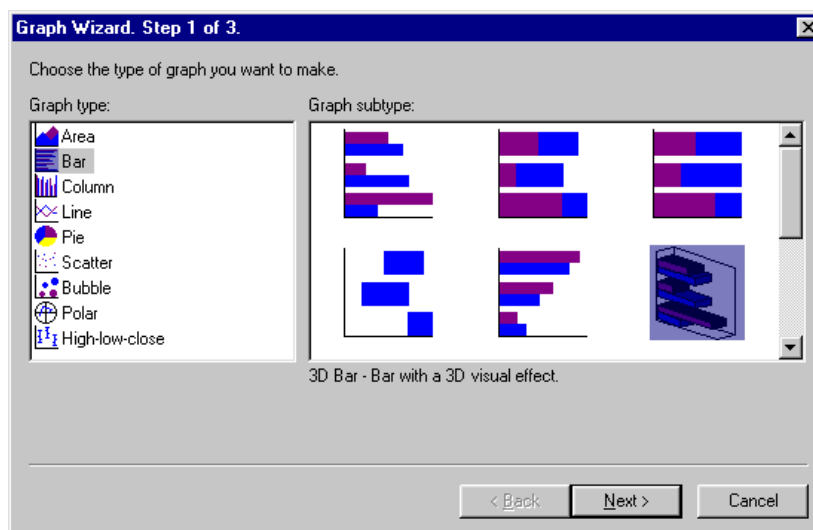 Graph Wizard. Step 1 of 3.
Choose the type of graph you want to make.
Graph type:
Graph subtype:
Area
Bar
Column
Line
Pie
Scatter
Bubble
Polar
High-low-close
3D Bar - Bar with a 3D visual effect.
< Back
Next >
Cancel